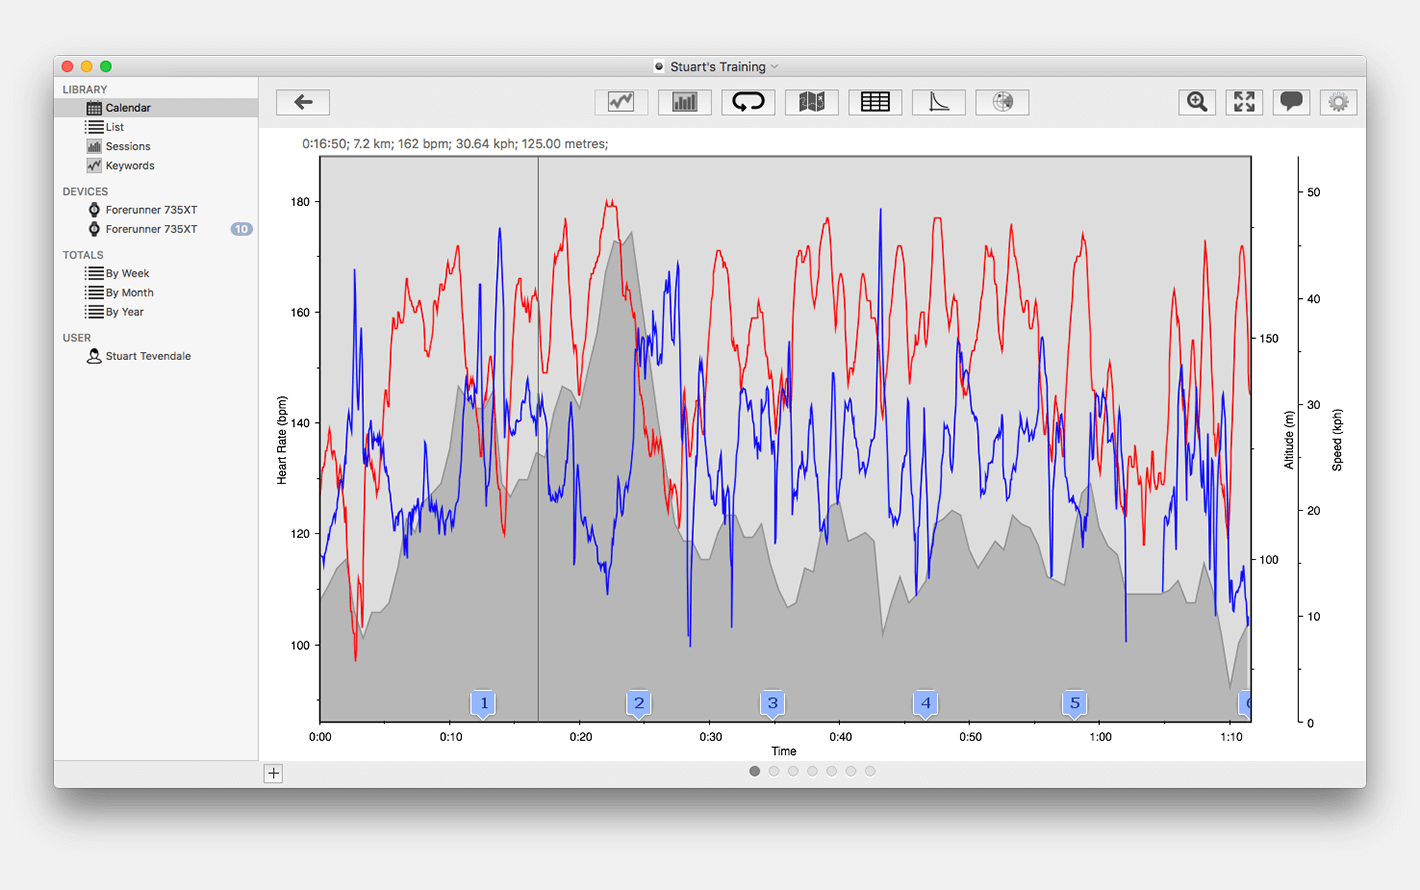 Stuart's Training
LIBRARY
Calendar
List
Sessions
Keywords
DEVICES
Forerunner 735XT
Forerunner 735XT 10
TOTALS
By Week
By Month
By Year
USER
Stuart Tevendale
0:16:50; 7.2 km; 162 bpm; 30.64 kph; 125.00 metres;
180
160
140
120
100
Heart Rate (bpm)
150
100
Altitude (m)
50
40
30
20
10
0
Speed (kph)
1 2 3 4 5 6
0:00 0:10 0:20 0:30 0:40 0:50 1:00 1:10
Time